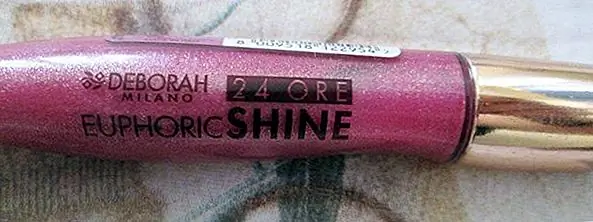 DEBORAH
MILANO
24 ORE
EUPHORIC SHINE